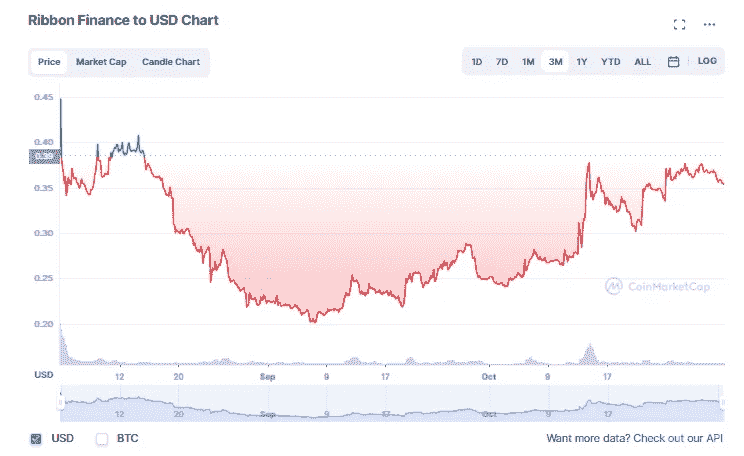 Ribbon Finance to USD Chart
Price Market Cap Candle Chart 1D 7D 1M 3M 1Y YTD ALL LOG
0.45
0.40
0.35
0.30
0.25
CoinMarketCap
0.20
USD 12 20 Sep 9 17 Oct 9 17
12 20 Sep 9 17 Oct 9 17
USD BTC Want more data? Check out our API